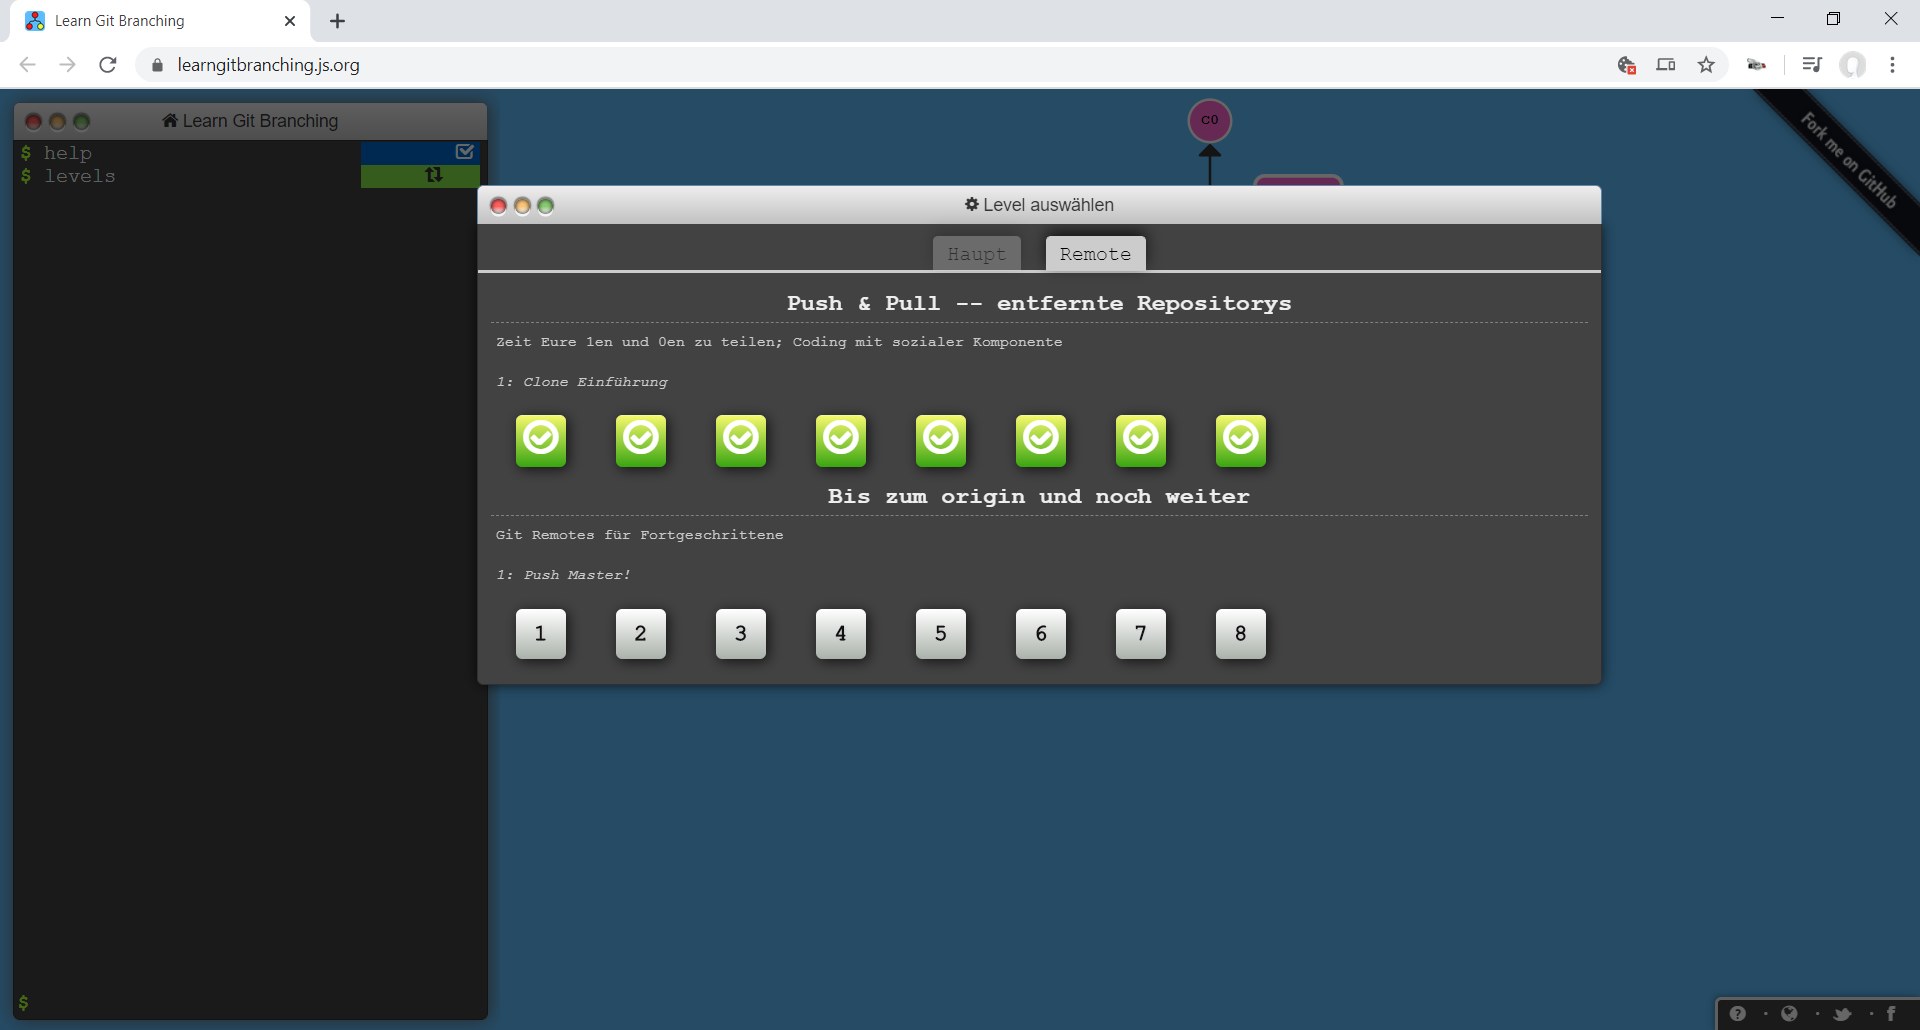 Learn Git Branching
learngitbranching.js.org
Learn Git Branching
$ help
$ levels
C0
Fork me on GitHub
Level auswählen
Haupt
Remote
Push & Pull -- entfernte Repositorys
Zeit Eure 1en und 0en zu teilen; Coding mit sozialer Komponente
1: Clone Einführung
Bis zum origin und noch weiter
Git Remotes für Fortgeschrittene
1: Push Master!
1 2 3 4 5 6 7 8
$